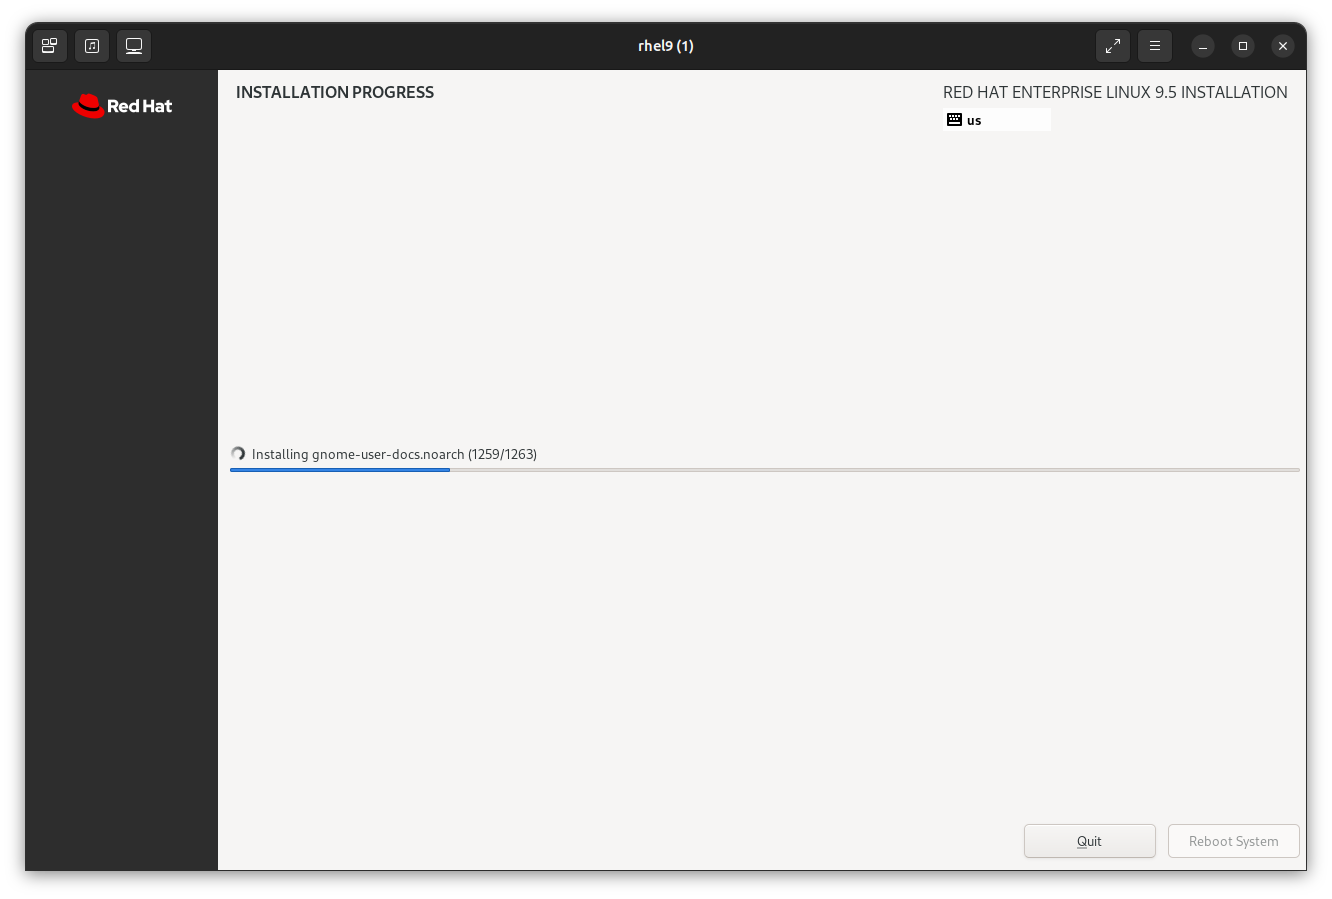 rhel9 (1)
Red Hat
INSTALLATION PROGRESS
RED HAT ENTERPRISE LINUX 9.5 INSTALLATION
us
Installing gnome-user-docs.noarch (1259/1263)
Quit
Reboot System